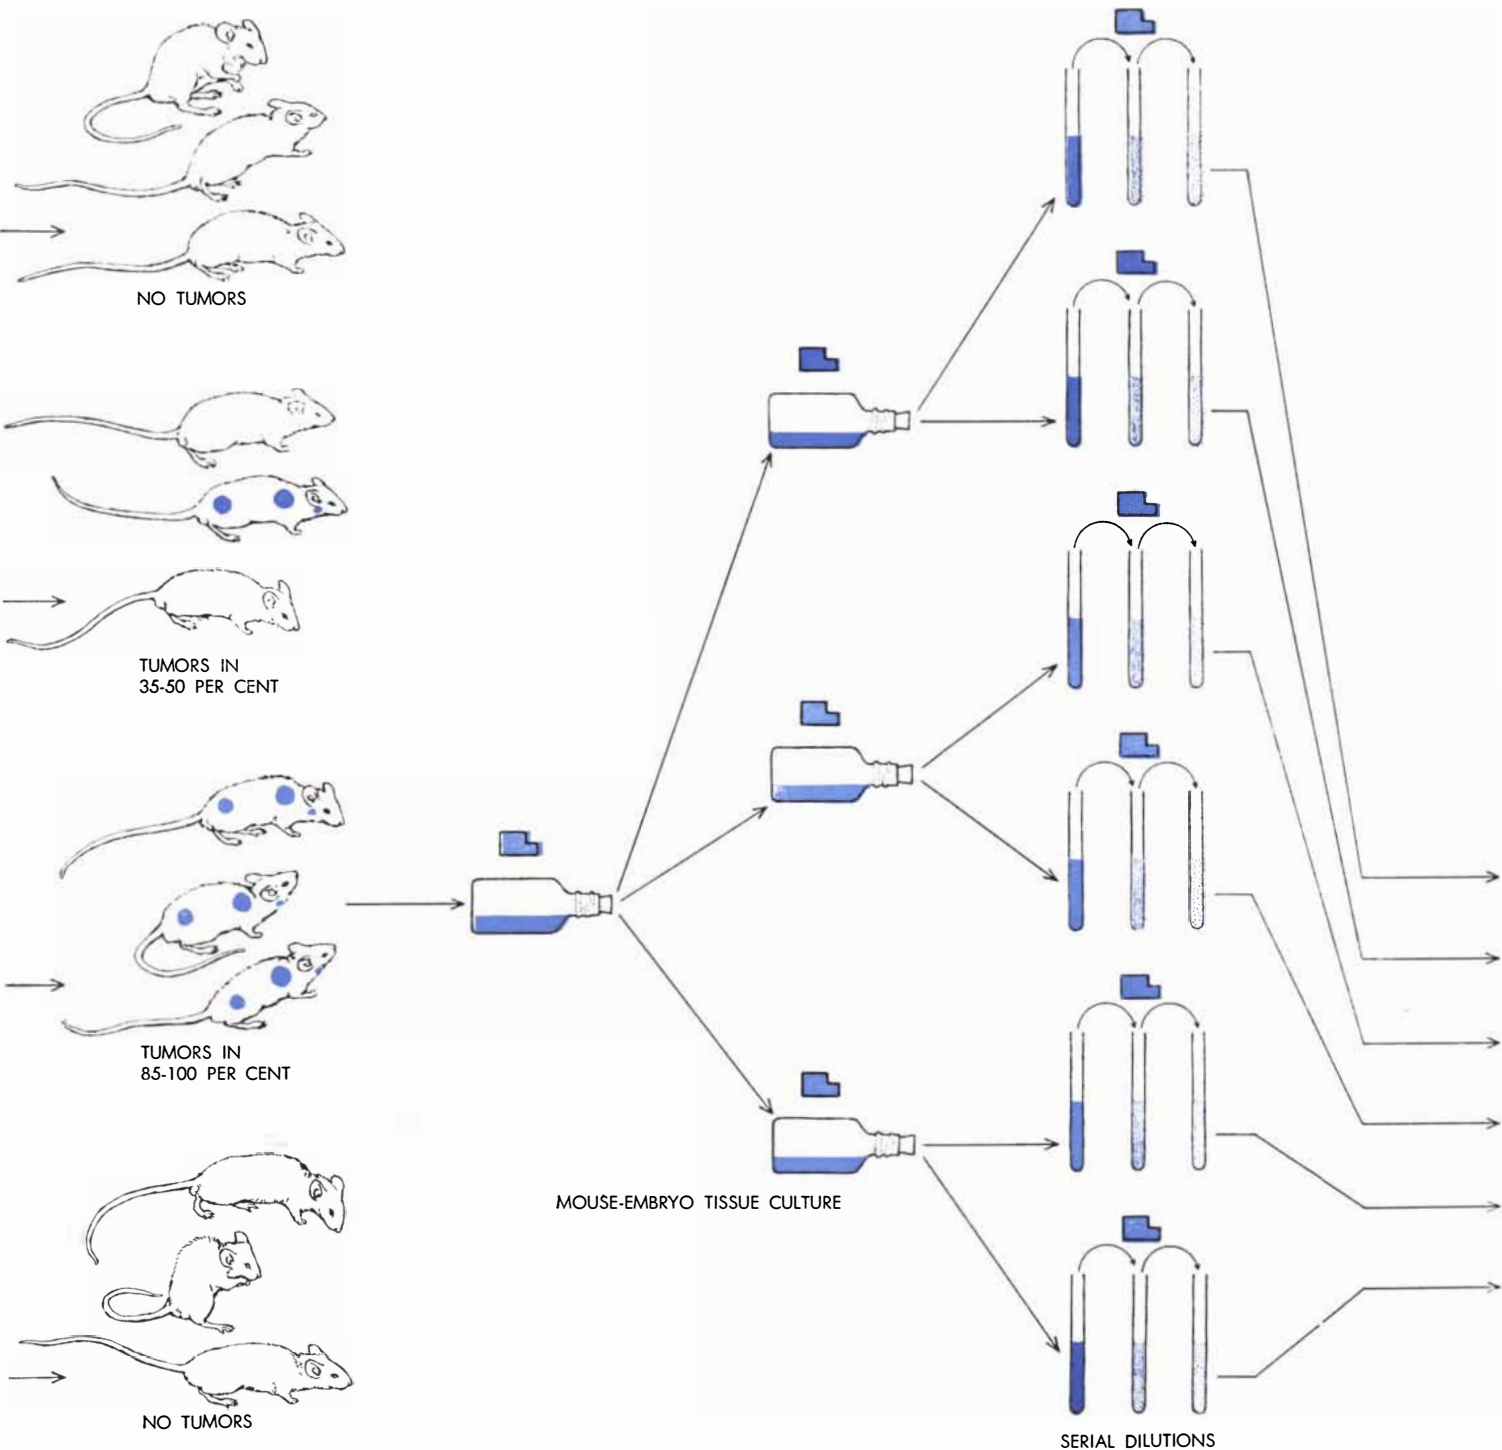 NO TUMORS
TUMORS IN
35-50 PER CENT
TUMORS IN
85-100 PER CENT
MOUSE-EMBRYO TISSUE CULTURE
NO TUMORS
SERIAL DILUTIONS